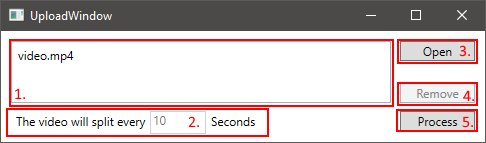 UploadWindow
video.mp4
1.
Open 3.
Remove 4.
The video will split every 10 2. Seconds
Process 5.